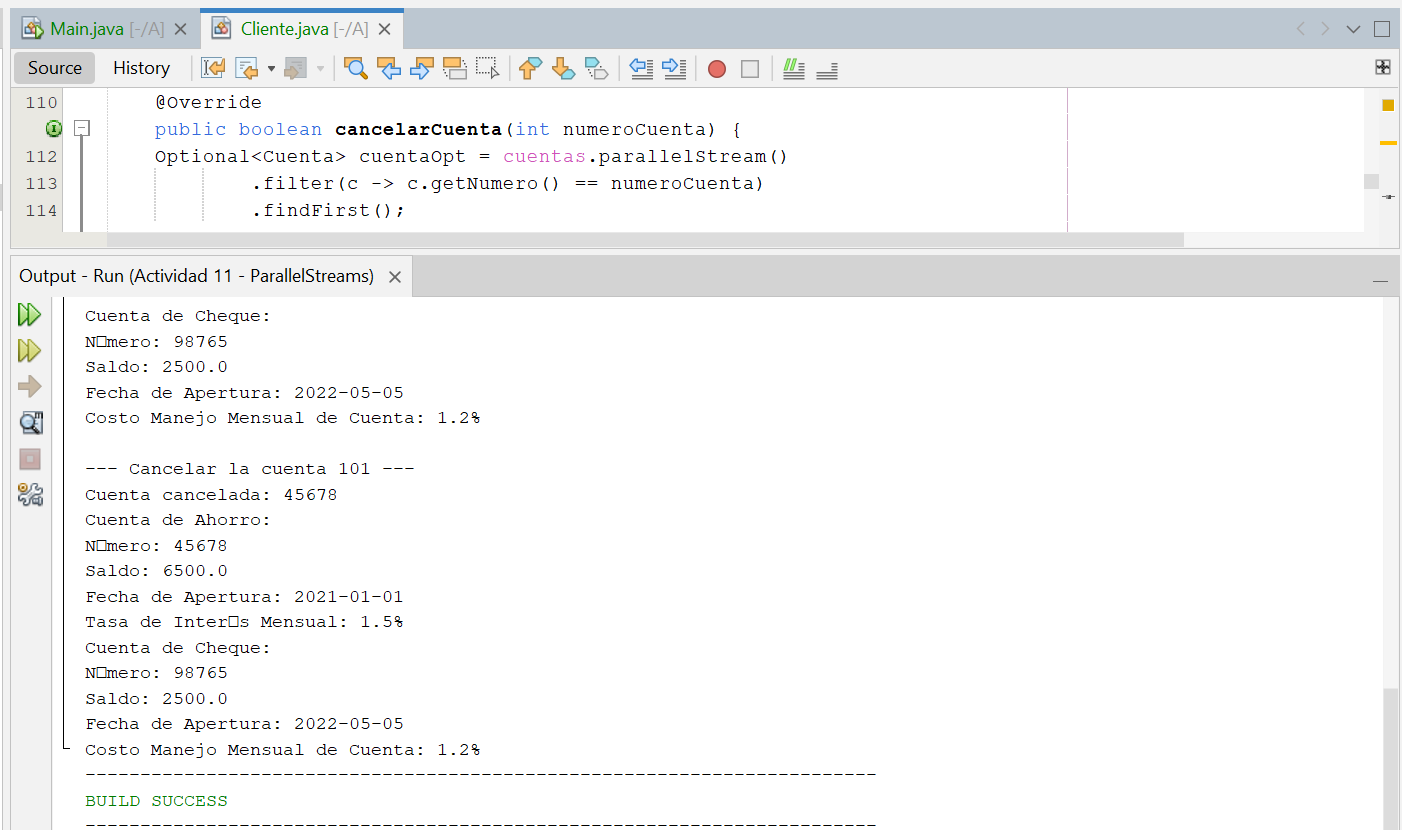 Main.java [-/A]
Cliente.java [-/A]
Source History
110 @Override
public boolean cancelarCuenta(int numeroCuenta) {
112 Optional<Cuenta> cuentaOpt = cuentas.parallelStream()
113 .filter(c -> c.getNumero() == numeroCuenta)
114 .findFirst();
Output - Run (Actividad 11 - ParallelStreams)
Cuenta de Cheque:
N□mero: 98765
Saldo: 2500.0
Fecha de Apertura: 2022-05-05
Costo Manejo Mensual de Cuenta: 1.2%
--- Cancelar la cuenta 101 ---
Cuenta cancelada: 45678
Cuenta de Ahorro:
N□mero: 45678
Saldo: 6500.0
Fecha de Apertura: 2021-01-01
Tasa de Inter□s Mensual: 1.5%
Cuenta de Cheque:
N□mero: 98765
Saldo: 2500.0
Fecha de Apertura: 2022-05-05
Costo Manejo Mensual de Cuenta: 1.2%
------------------------------------------------------------------------
BUILD SUCCESS
------------------------------------------------------------------------